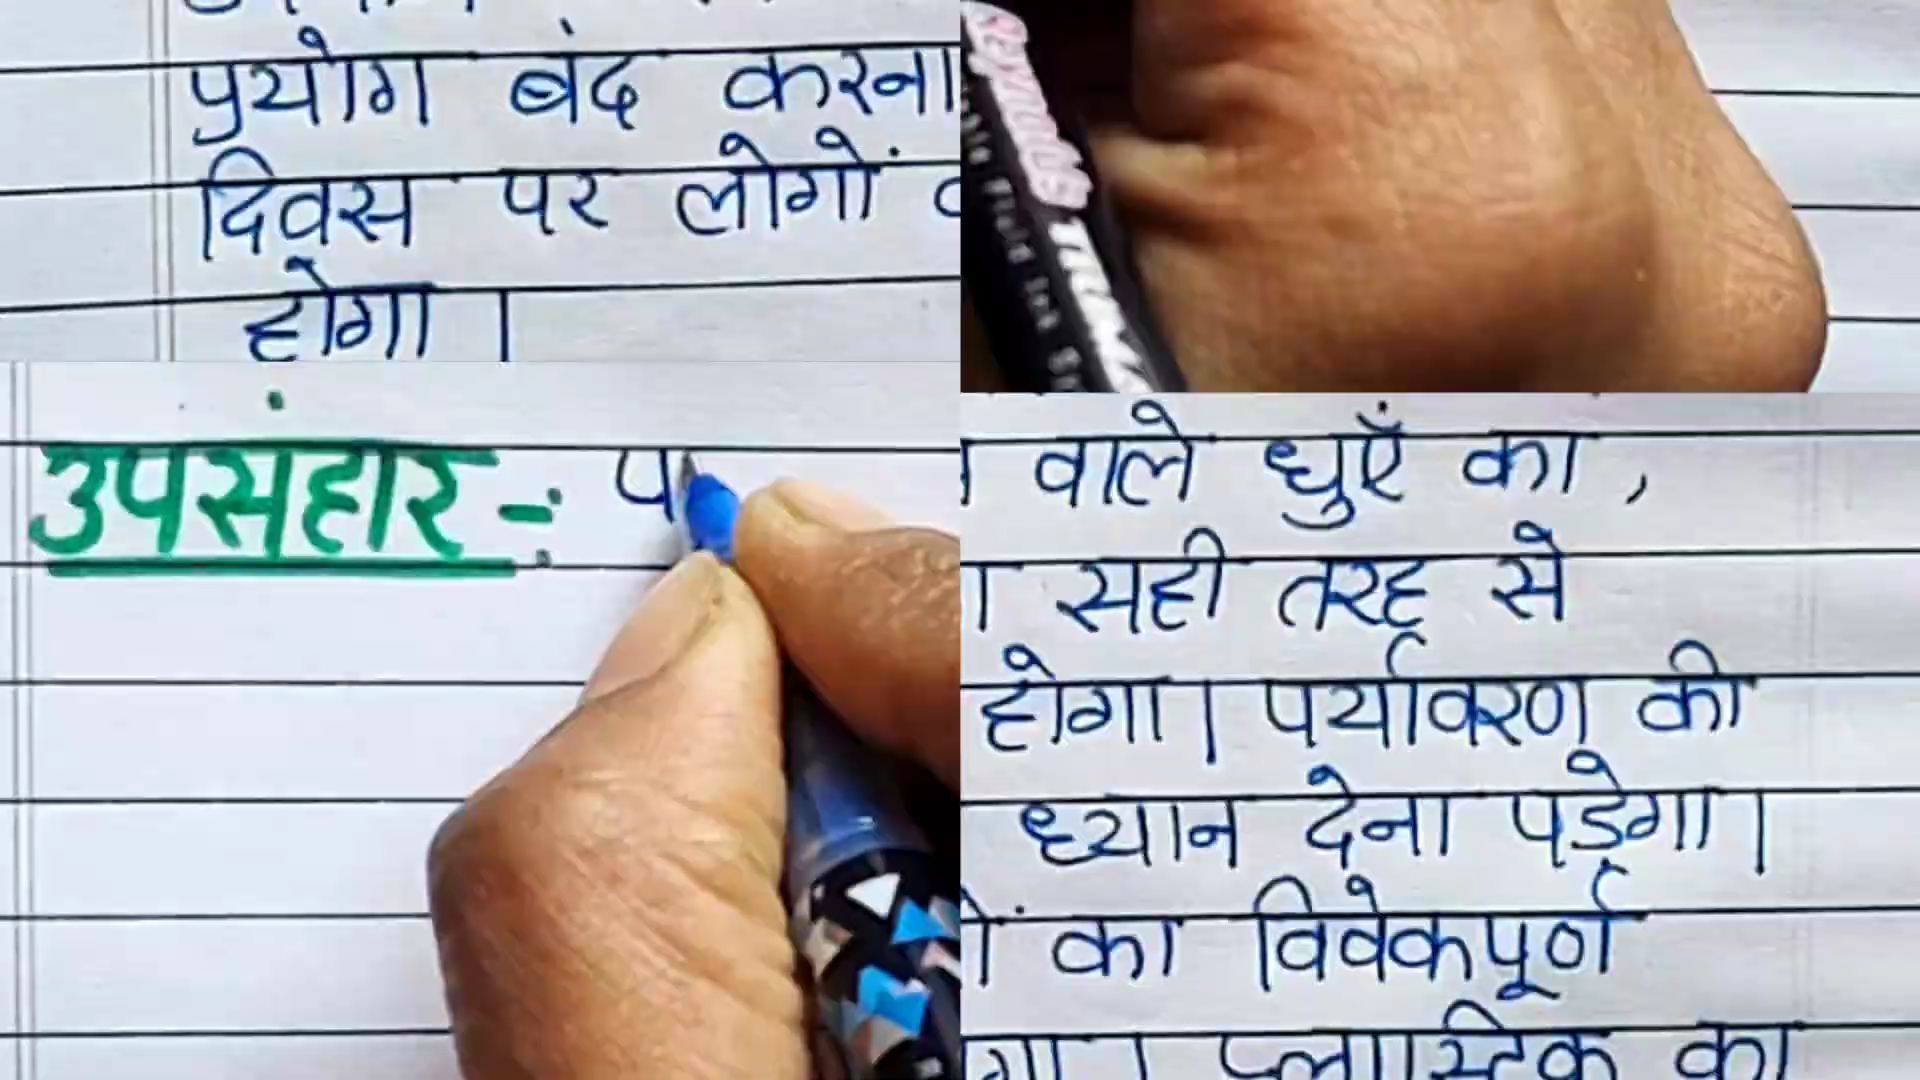 प्रयोग बंद करना
दिवस पर लोगों
होगा।
उपसंहार -: प
वाले धुएँ का,
सही तरह से
होगा। पर्यावरण की
ध्यान देना पड़ेगा।
का विवेकपूर्ण
प्लास्टिक का